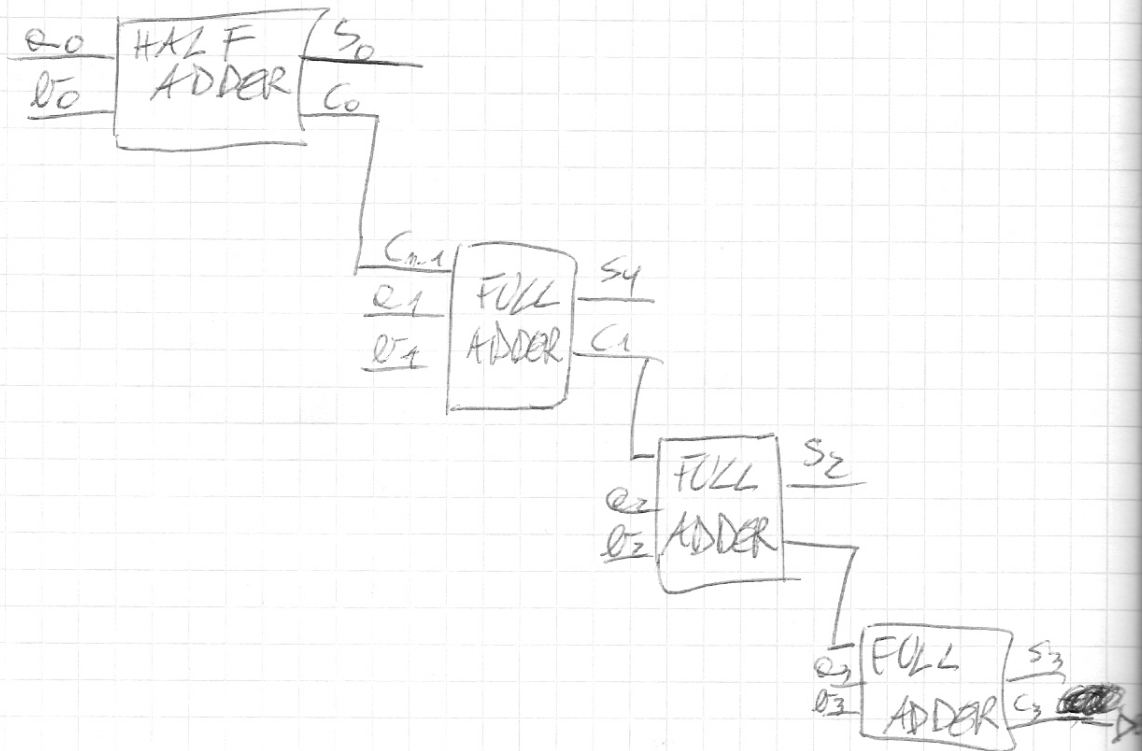 a0
b0
HALF
ADDER
S0
C0
Cn-1
a1
b1
FULL
ADDER
S1
C1
a2
b2
FULL
ADDER
S2
a3
b3
FULL
ADDER
S3
C3